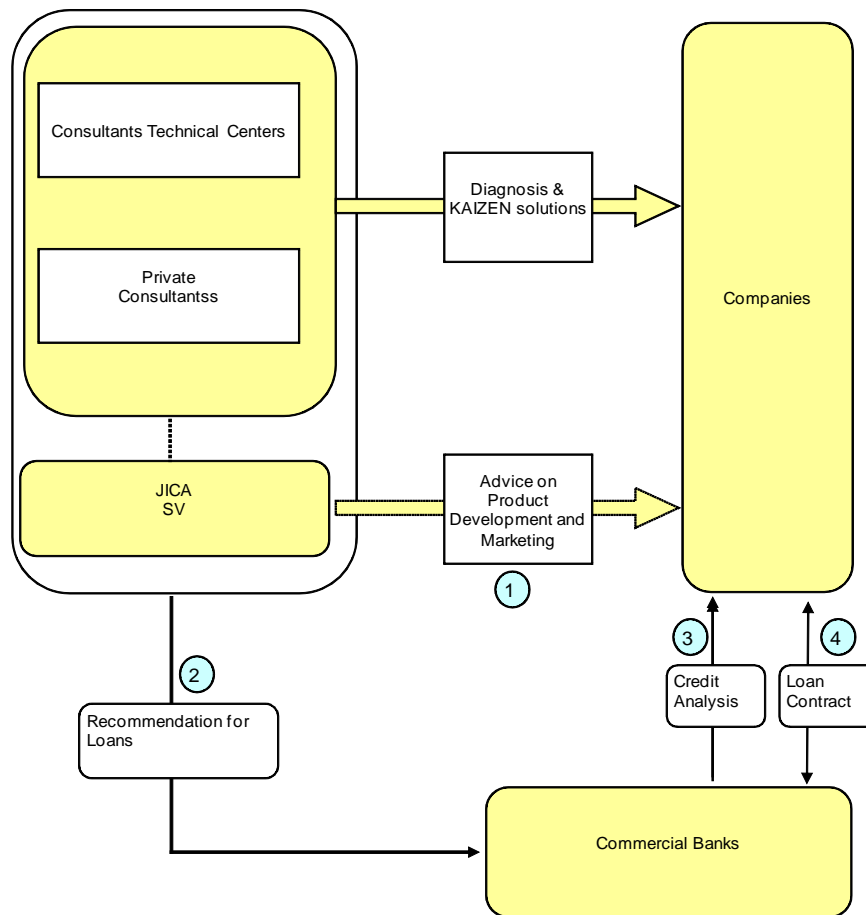 Consultants Technical Centers
Diagnosis &
KAIZEN solutions
Private
Consultantss
Companies
JICA
SV
Advice on
Product
Development and
Marketing
1
2
3
4
Credit
Analysis
Loan
Contract
Recommendation for
Loans
Commercial Banks